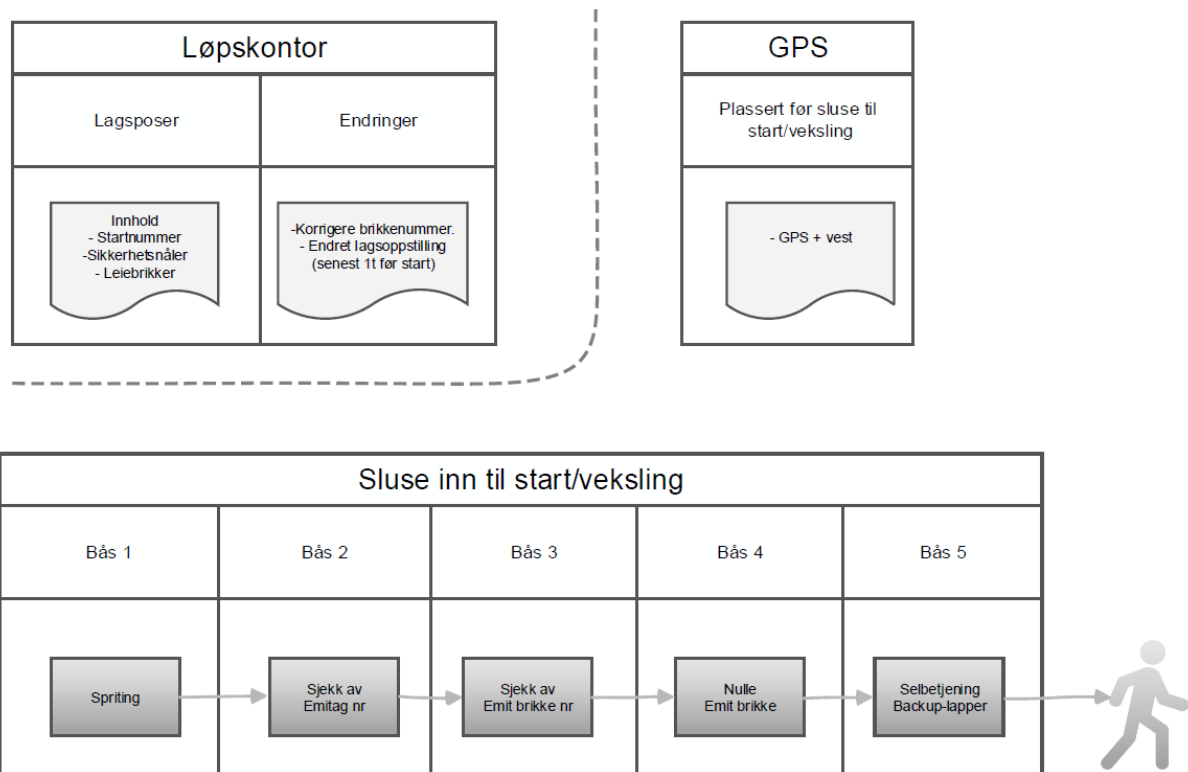 Løpskontor
Lagsposer
Endringer
Innhold
- Startnummer
-Sikkerhetsnåler
- Leiebrikker
-Korrigere brikkenummer.
- Endret lagsoppstilling
(senest 1t før start)
GPS
Plassert før sluse til
start/veksling
- GPS + vest
Sluse inn til start/veksling
Bås 1
Bås 2
Bås 3
Bås 4
Bås 5
Spriting
Sjekk av
Emitag nr
Sjekk av
Emit brikke nr
Nulle
Emit brikke
Selbetjening
Backup-lapper